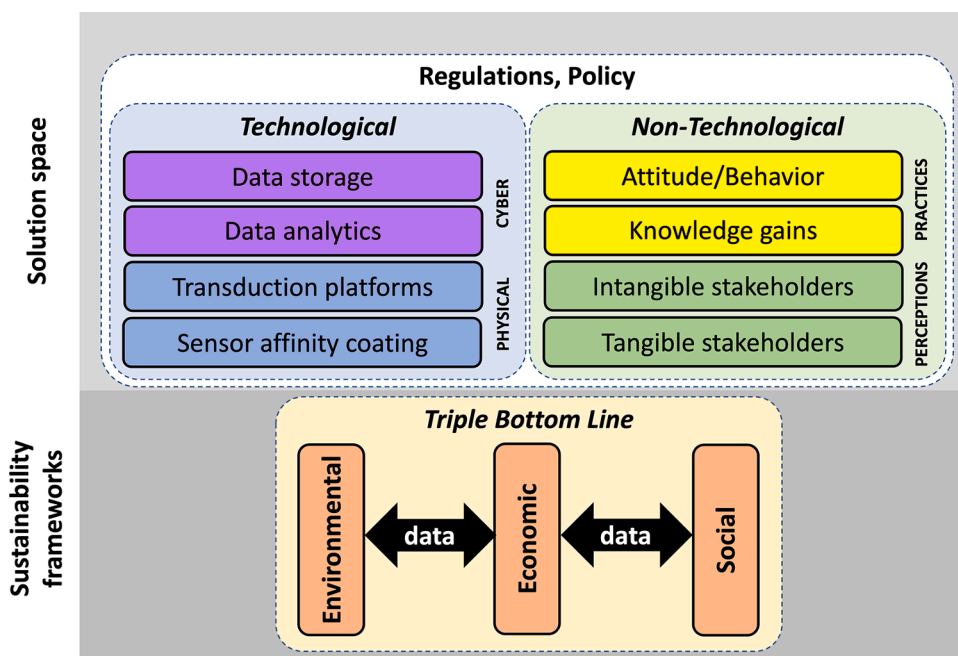 Solution space
Regulations, Policy
Technological
Data storage
Data analytics
CYBER
Transduction platforms
Sensor affinity coating
PHYSICAL
Non-Technological
Attitude/Behavior
Knowledge gains
PRACTICES
Intangible stakeholders
Tangible stakeholders
PERCEPTIONS
Sustainability
frameworks
Triple Bottom Line
Environmental
data
Economic
data
Social